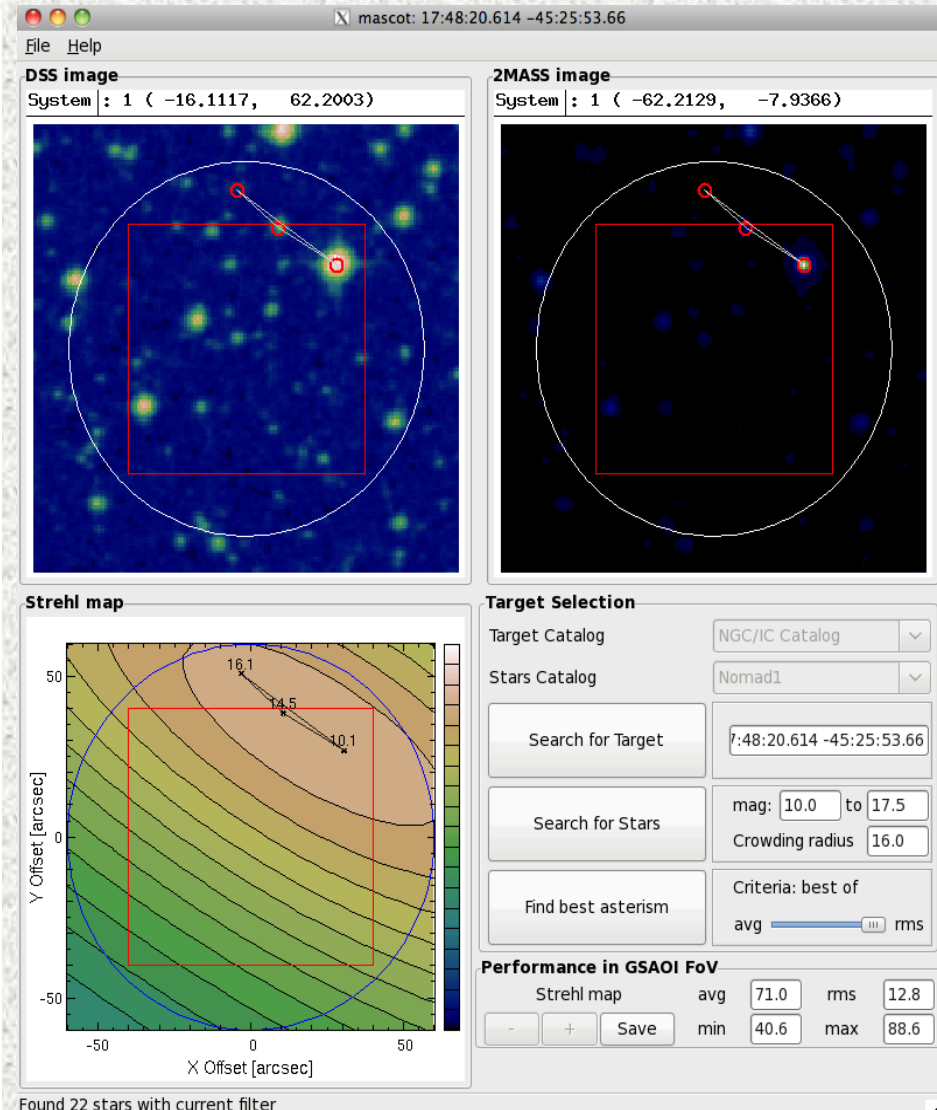 mascot: 17:48:20.614 -45:25:53.66
File Help
DSS image
System : 1 ( -16.1117, 62.2003)
2MASS image
System : 1 ( -62.2129, -7.9366)
Strehl map
16.1
14.5
10.1
50
0
-50
Y Offset [arcsec]
-50 0 50
X Offset [arcsec]
Target Selection
Target Catalog NGC/IC Catalog
Stars Catalog Nomad1
Search for Target 7:48:20.614 -45:25:53.66
Search for Stars
mag: 10.0 to 17.5
Crowding radius 16.0
Find best asterism
Criteria: best of
avg rms
Performance in GSAOI FoV
Strehl map avg 71.0 rms 12.8
- + Save min 40.6 max 88.6
Found 22 stars with current filter